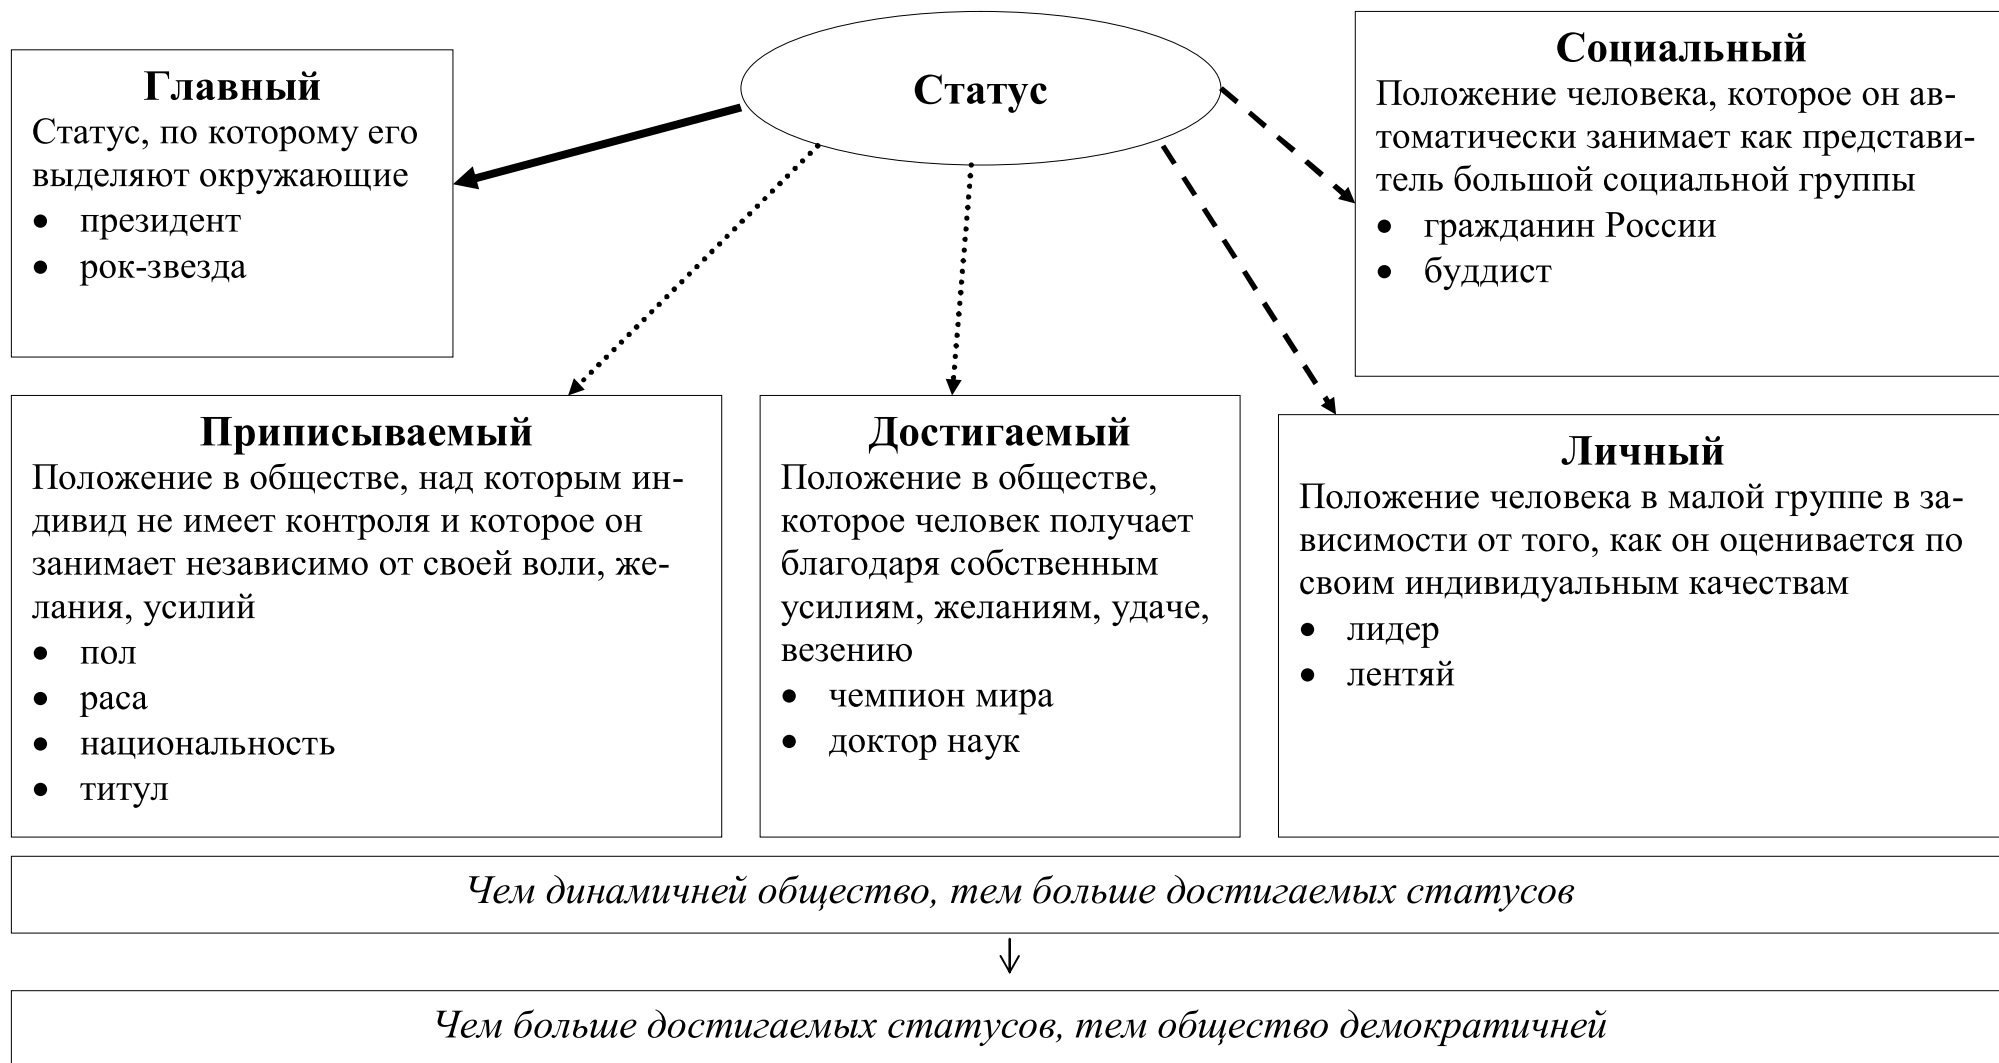 Статус
Главный
Статус, по которому его
выделяют окружающие
• президент
• рок-звезда
Социальный
Положение человека, которое он ав-
томатически занимает как представи-
тель большой социальной группы
• гражданин России
• буддист
Приписываемый
Положение в обществе, над которым ин-
дивид не имеет контроля и которое он
занимает независимо от своей воли, же-
лания, усилий
• пол
• раса
• национальность
• титул
Достигаемый
Положение в обществе,
которое человек получает
благодаря собственным
усилиям, желаниям, удаче,
везению
• чемпион мира
• доктор наук
Личный
Положение человека в малой группе в за-
висимости от того, как он оценивается по
своим индивидуальным качествам
• лидер
• лентяй
Чем динамичней общество, тем больше достигаемых статусов
Чем больше достигаемых статусов, тем общество демократичней